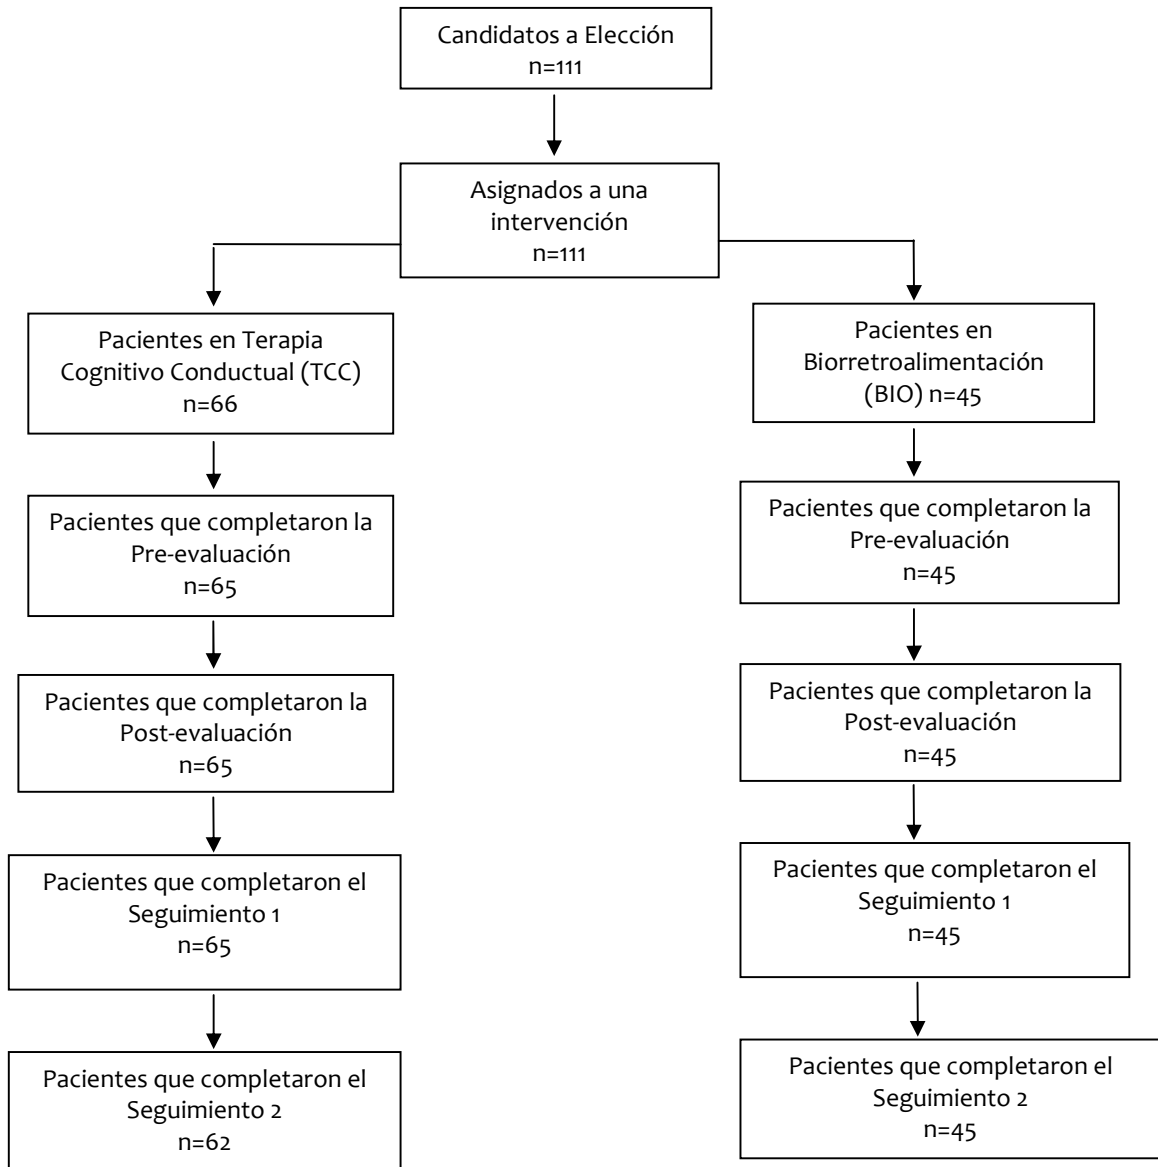 Candidatos a Elección
n=111
Asignados a una
intervención
n=111
Pacientes en Terapia
Cognitivo Conductual (TCC)
n=66
Pacientes en
Biorretroalimentación
(BIO) n=45
Pacientes que completaron la
Pre-evaluación
n=65
Pacientes que completaron la
Pre-evaluación
n=45
Pacientes que completaron la
Post-evaluación
n=65
Pacientes que completaron la
Post-evaluación
n=45
Pacientes que completaron el
Seguimiento 1
n=65
Pacientes que completaron el
Seguimiento 1
n=45
Pacientes que completaron el
Seguimiento 2
n=62
Pacientes que completaron el
Seguimiento 2
n=45